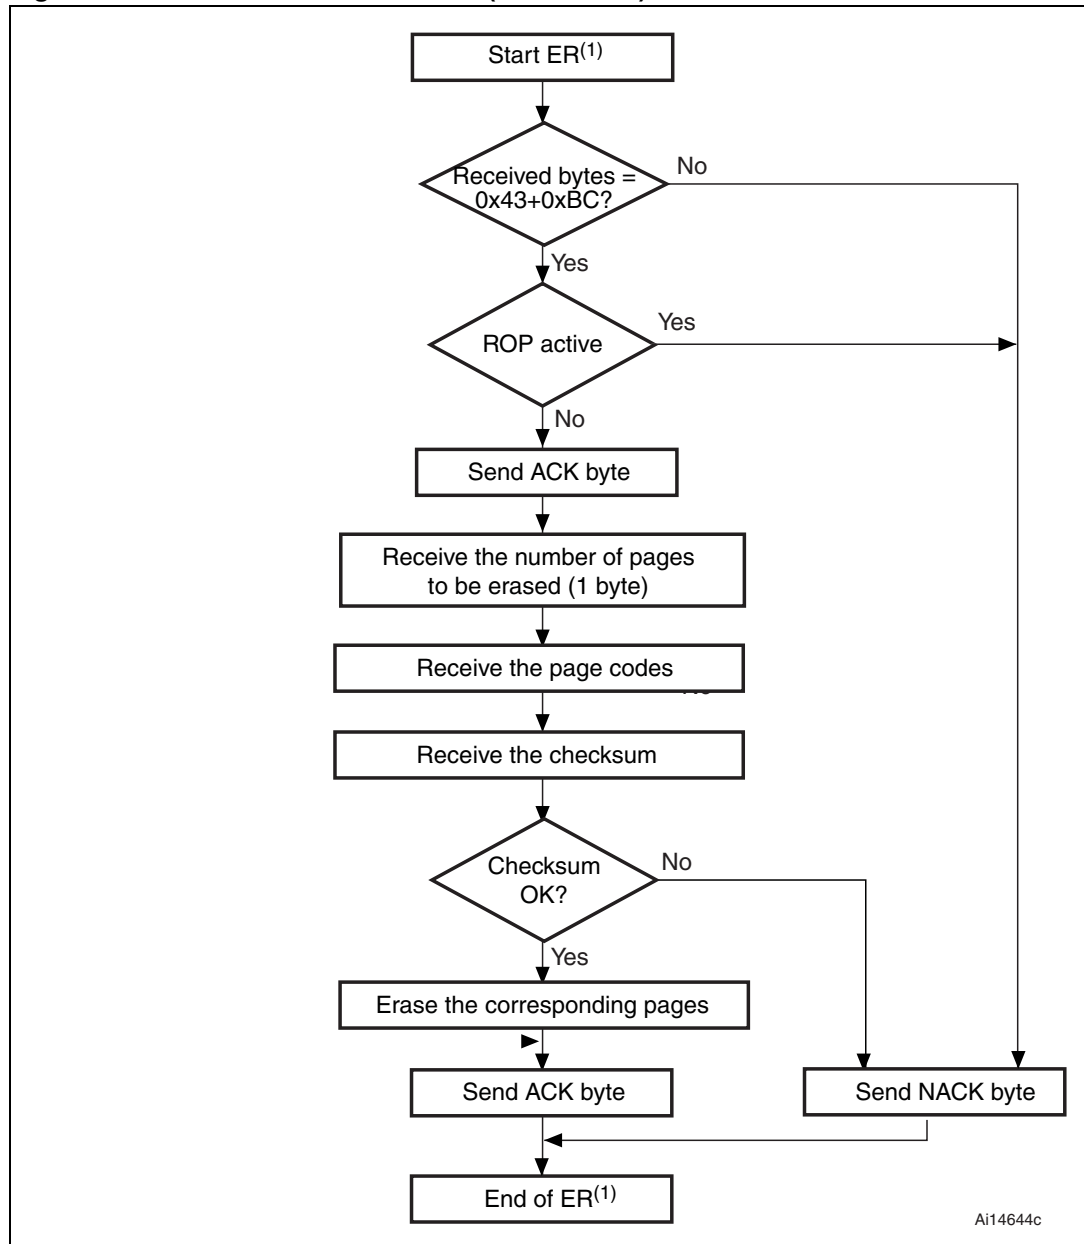 Start ER(1)
Received bytes =
0x43+0xBC?
No
Yes
ROP active
Yes
No
Send ACK byte
Receive the number of pages
to be erased (1 byte)
Receive the page codes
Receive the checksum
Checksum
OK?
No
Yes
Erase the corresponding pages
Send ACK byte
Send NACK byte
End of ER(1)
Ai14644c